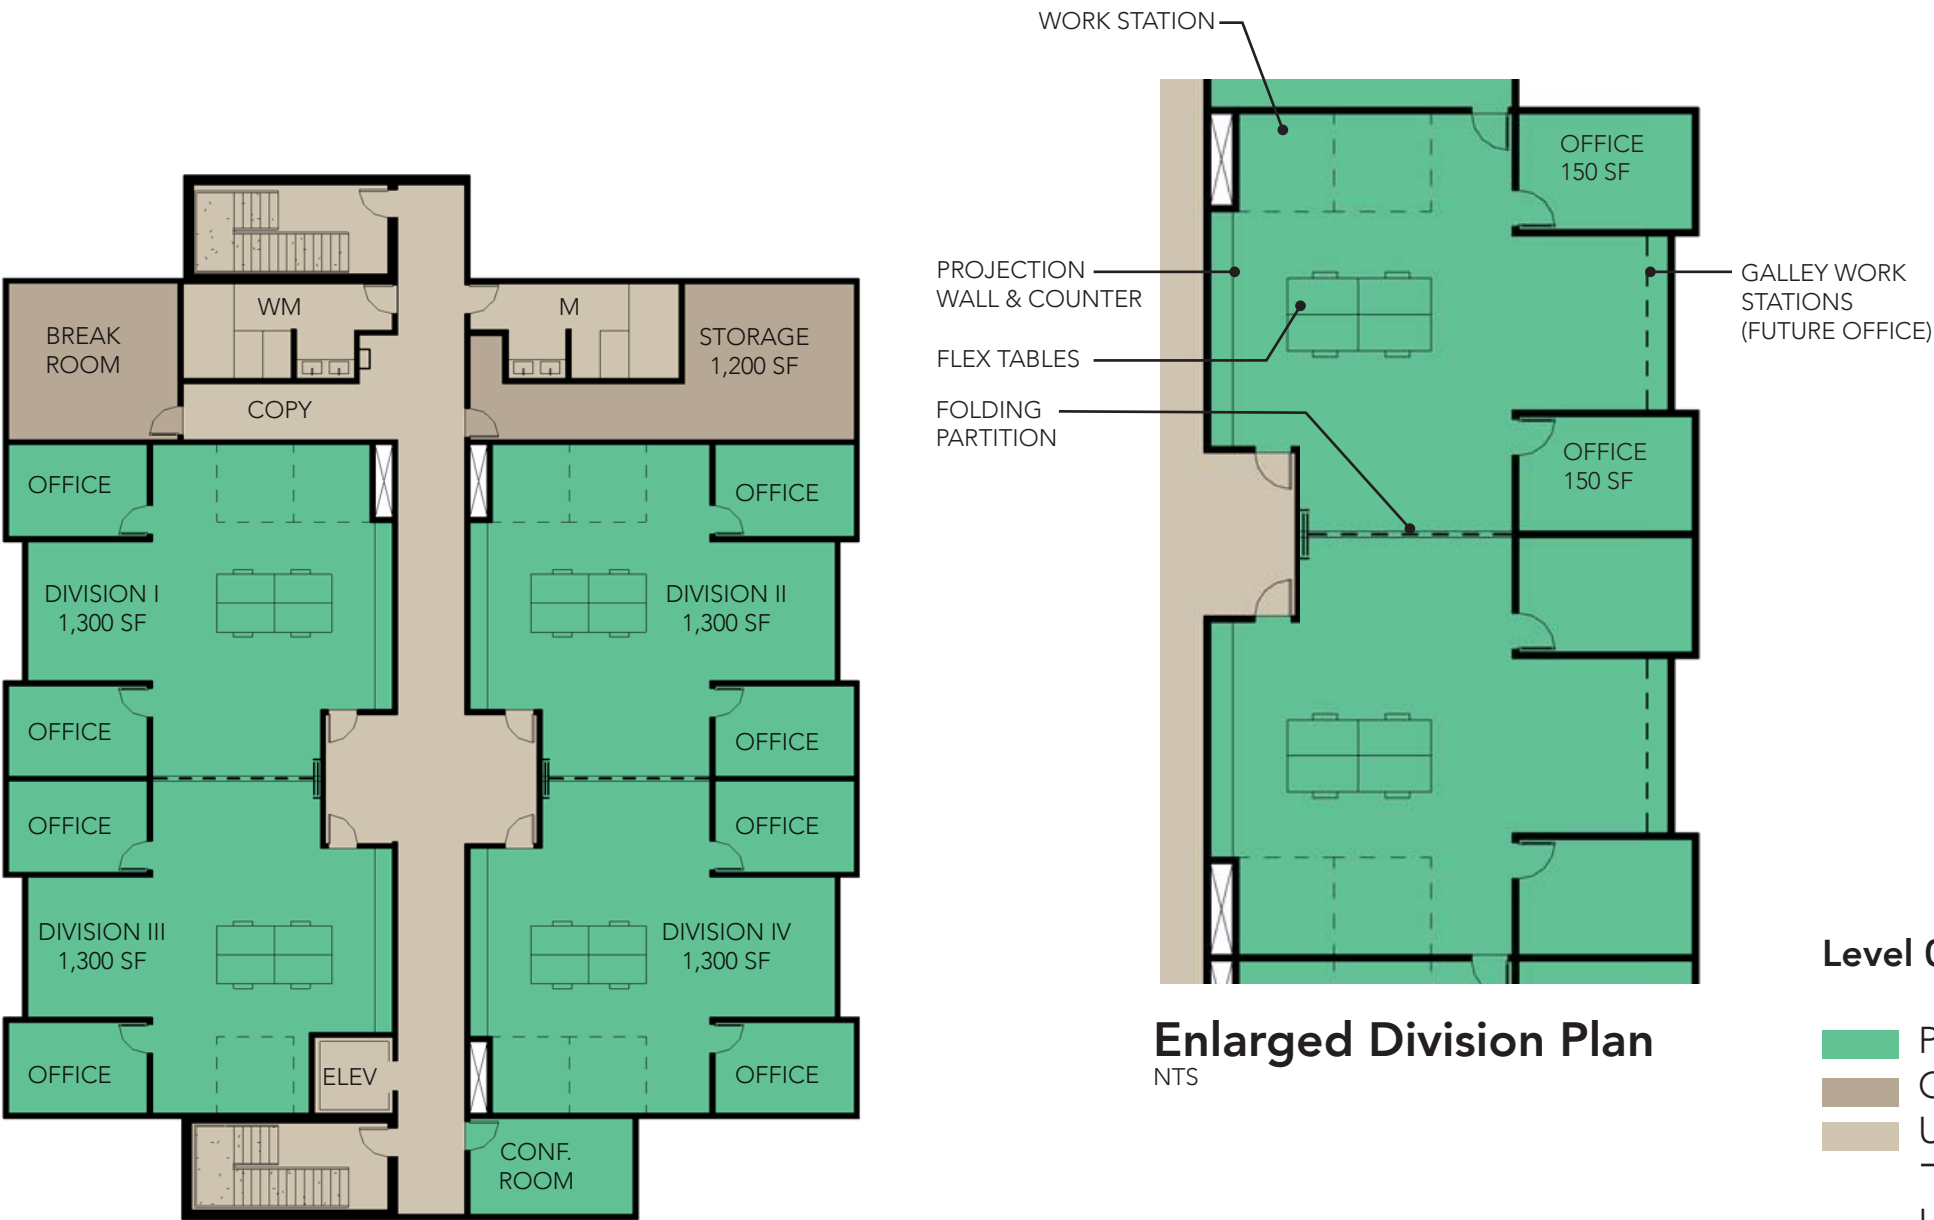 WORK STATION
OFFICE
150 SF
PROJECTION
WALL & COUNTER
GALLEY WORK
STATIONS
(FUTURE OFFICE)
FLEX TABLES
FOLDING
PARTITION
OFFICE
150 SF
WM
M
BREAK
ROOM
STORAGE
1,200 SF
COPY
OFFICE
OFFICE
DIVISION I
1,300 SF
DIVISION II
1,300 SF
OFFICE
OFFICE
OFFICE
OFFICE
DIVISION III
1,300 SF
DIVISION IV
1,300 SF
OFFICE
ELEV
OFFICE
CONF.
ROOM
Enlarged Division Plan
NTS
Level